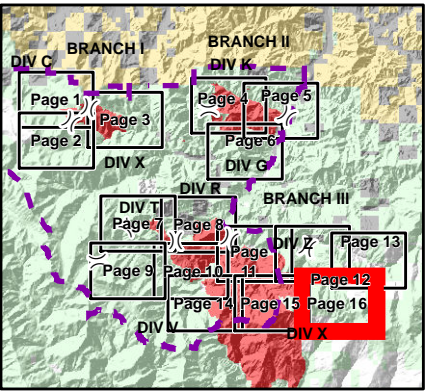 BRANCH I
BRANCH II
DIV C
DIV K
Page 1
Page 4
Page 5
Page 3
Page 2
Page 6
DIV X
DIV G
DIV R
BRANCH III
DIV T
Page 7
Page 8
DIV Z
Page 13
Page
Page 9
Page 10
11
Page 12
Page 14
Page 15
Page 16
DIV V
DIV X